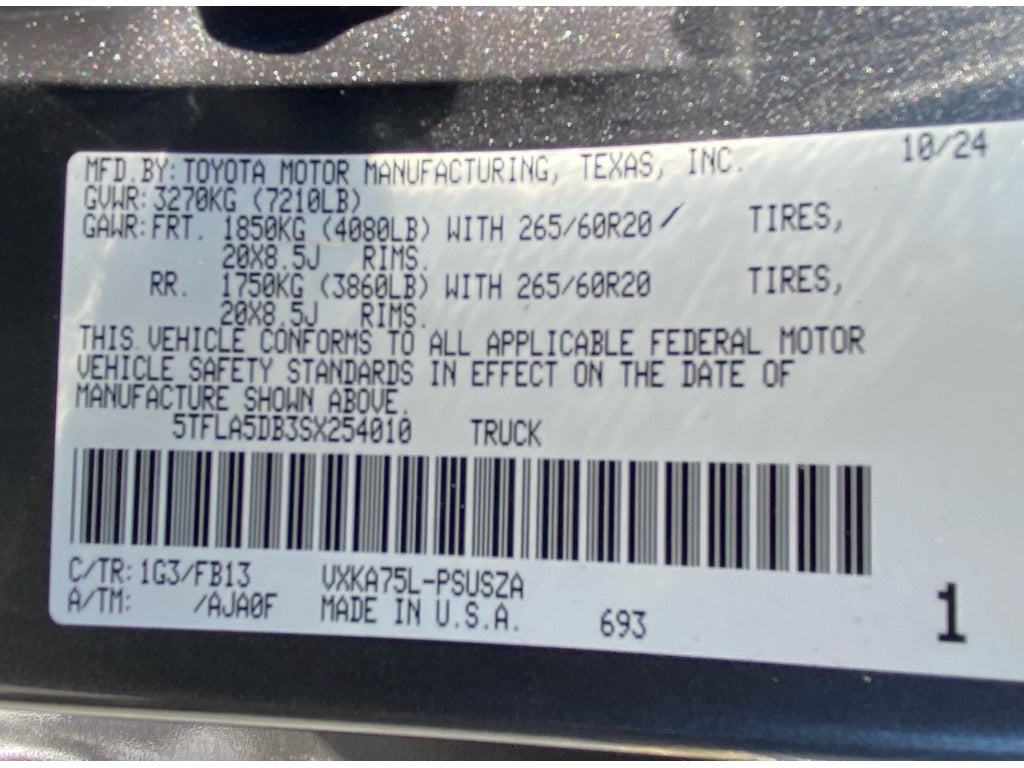 10/24
MFD.BY: TOYOTA MOTOR MANUFACTURING, TEXAS, INC.
GVWR: 3270KG (7210LB)
GAWR: FRT. 1850KG (4080LB) WITH 265/60R20 TIRES,
20X8.5J RIMS.
RR. 1750KG (3860LB) WITH 265/60R20 TIRES,
20X8.5J RIMS.
THIS VEHICLE CONFORMS TO ALL APPLICABLE FEDERAL MOTOR
VEHICLE SAFETY STANDARDS IN EFFECT ON THE DATE OF
MANUFACTURE SHOWN ABOVE.
5TFLA5DB3SX254010 TRUCK
C/TR: 1G3/FB13 VXKA75L-PSUSZA
A/TM: /AJA0F MADE IN U.S.A. 693
1